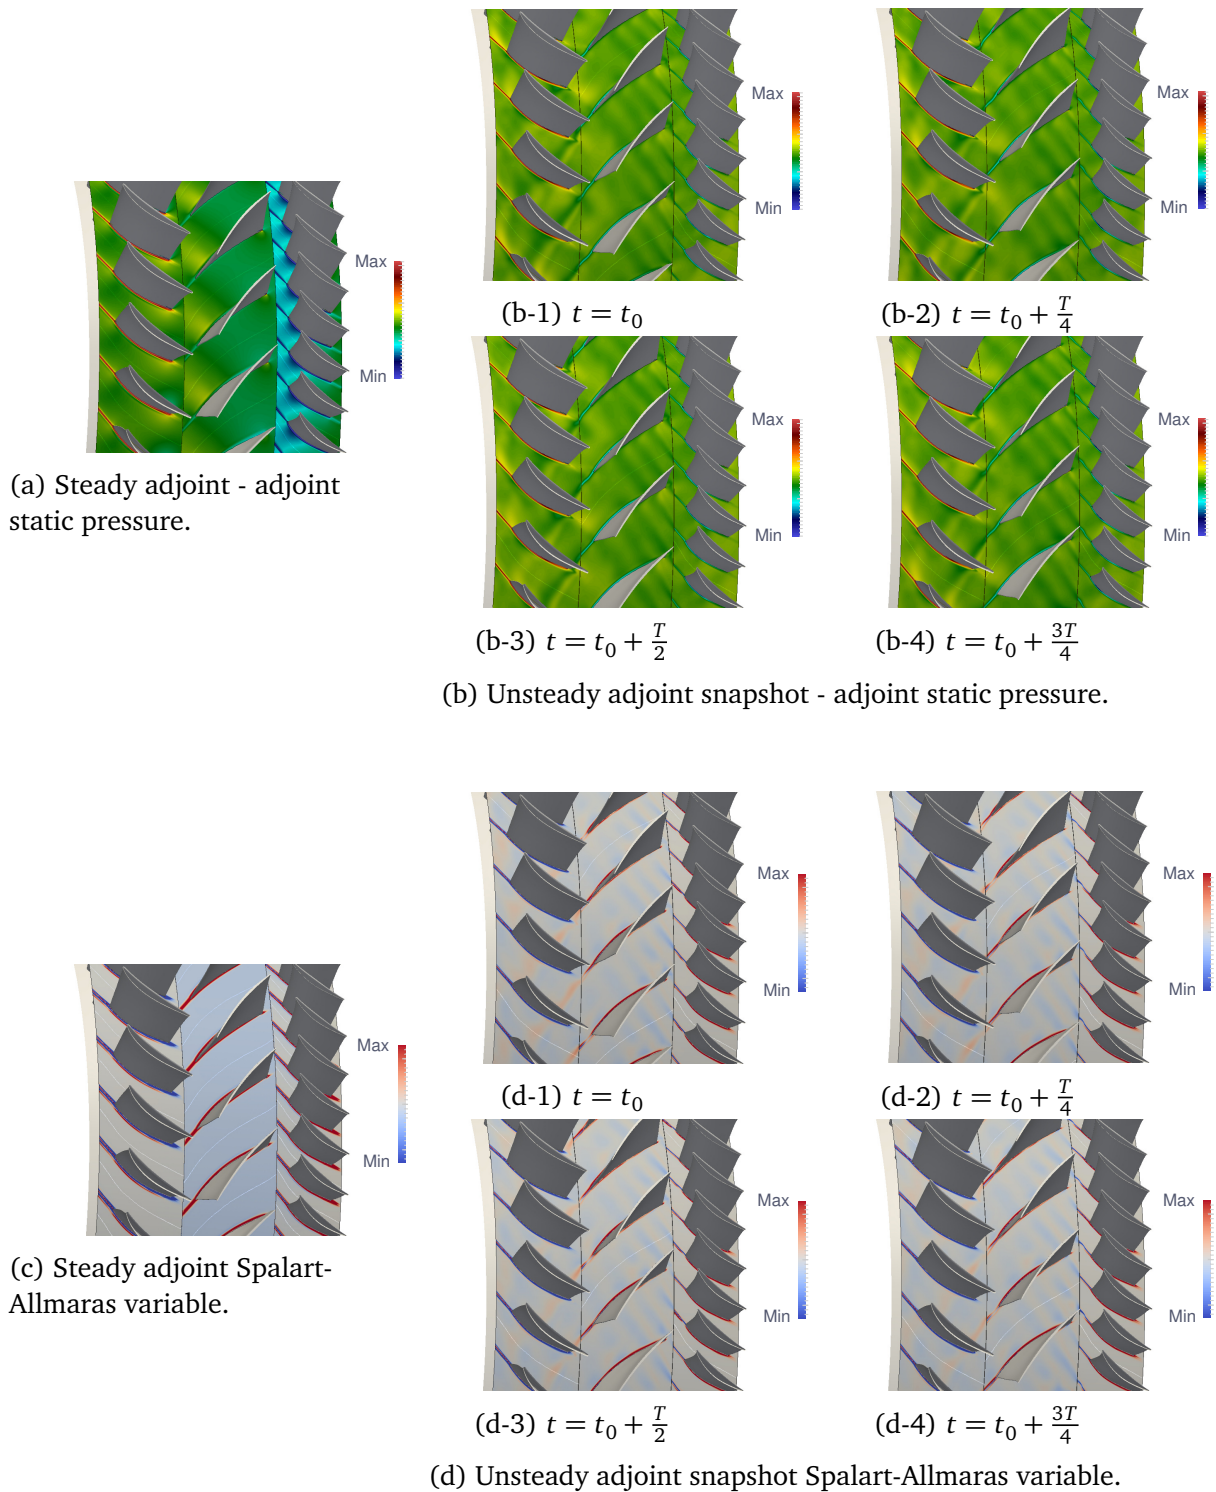 Max
Min
(a) Steady adjoint - adjoint
static pressure.
Max
Min
Max
Min
(b-1) t = t₀
(b-2) t = t₀ + T/4
Max
Min
Max
Min
(b-3) t = t₀ + T/2
(b-4) t = t₀ + 3T/4
(b) Unsteady adjoint snapshot - adjoint static pressure.
Max
Min
(c) Steady adjoint Spalart-
Allmaras variable.
Max
Min
Max
Min
(d-1) t = t₀
(d-2) t = t₀ + T/4
Max
Min
Max
Min
(d-3) t = t₀ + T/2
(d-4) t = t₀ + 3T/4
(d) Unsteady adjoint snapshot Spalart-Allmaras variable.